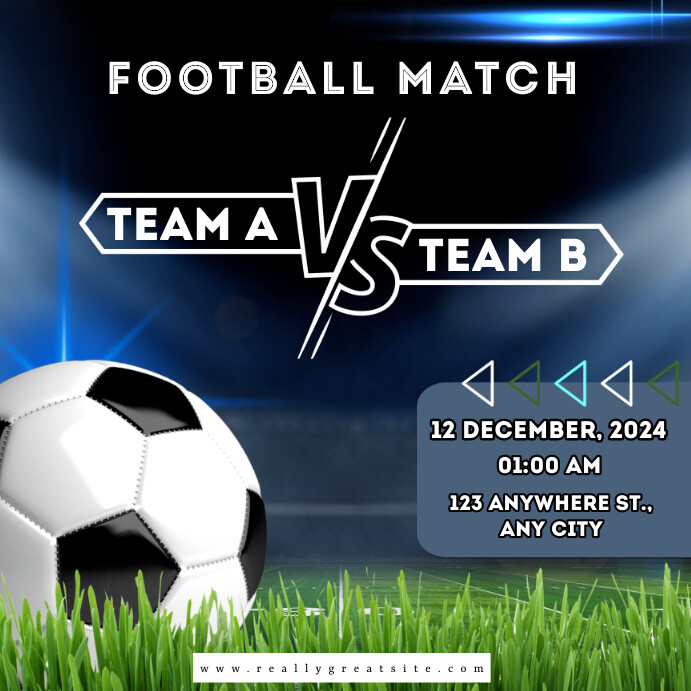 FOOTBALL MATCH
TEAM A
VS
TEAM B
12 DECEMBER, 2024
01:00 AM
123 ANYWHERE ST.,
ANY CITY
www.reallygreatsite.com